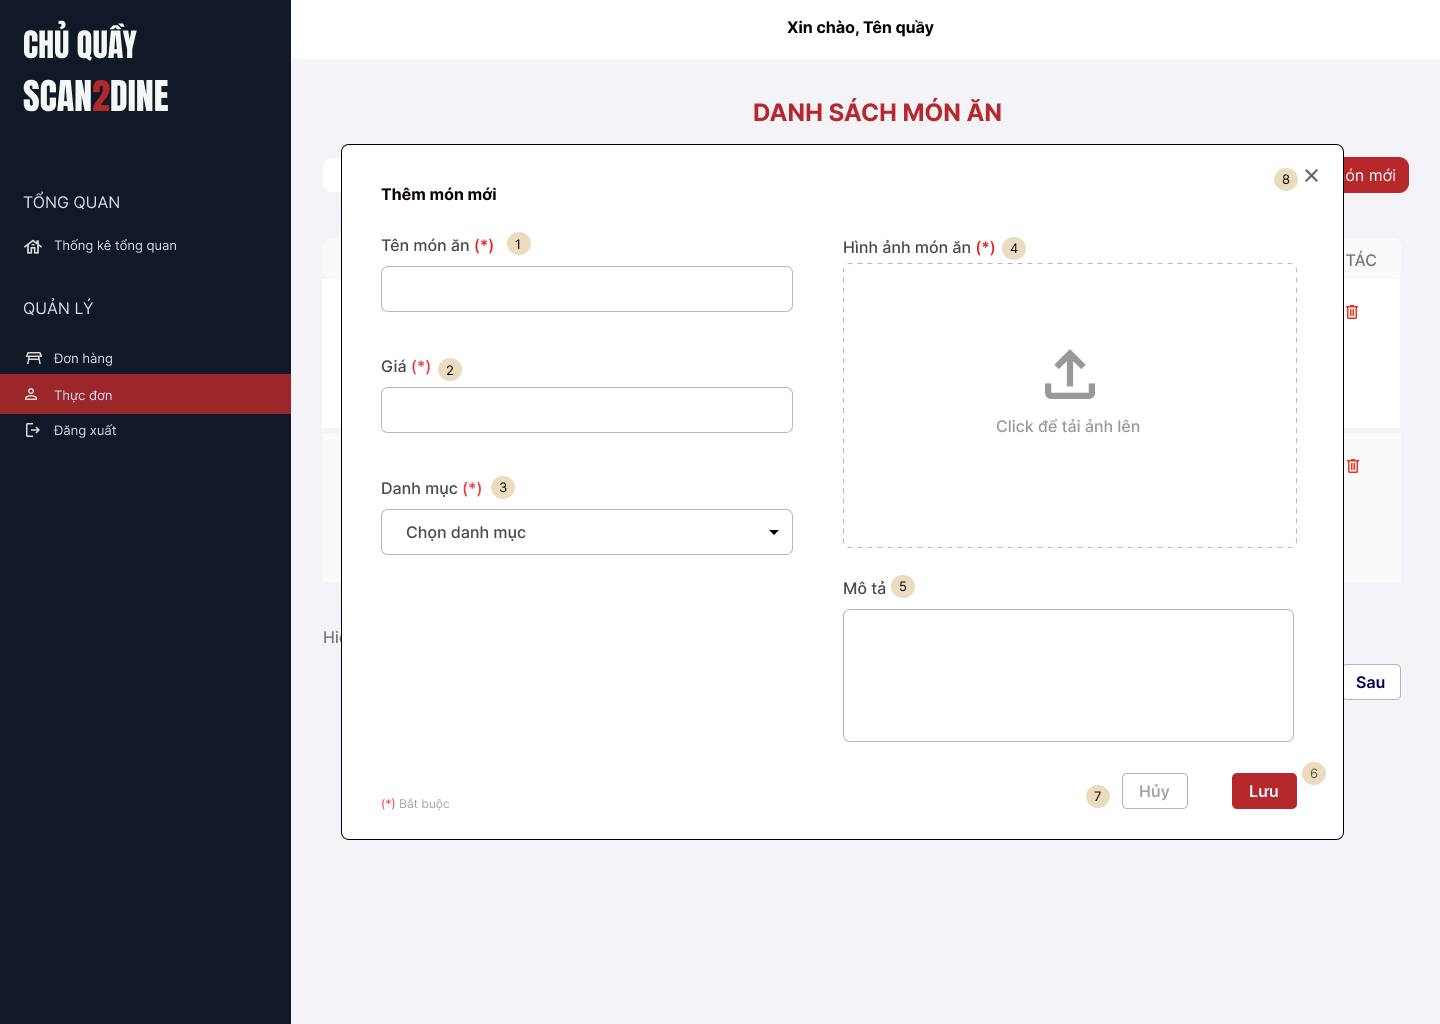 CHỦ QUẦY
SCAN2DINE
TỔNG QUAN
Thống kê tổng quan
QUẢN LÝ
Đơn hàng
Thực đơn
Đăng xuất
Xin chào, Tên quầy
DANH SÁCH MÓN ĂN
ón mới
TÁC
Thêm món mới
8
Tên món ăn (*) 1
Giá (*) 2
Danh mục (*) 3
Chọn danh mục
Hình ảnh món ăn (*) 4
Click để tải ảnh lên
Mô tả 5
(*) Bắt buộc
7 Hủy
Lưu 6
Sau